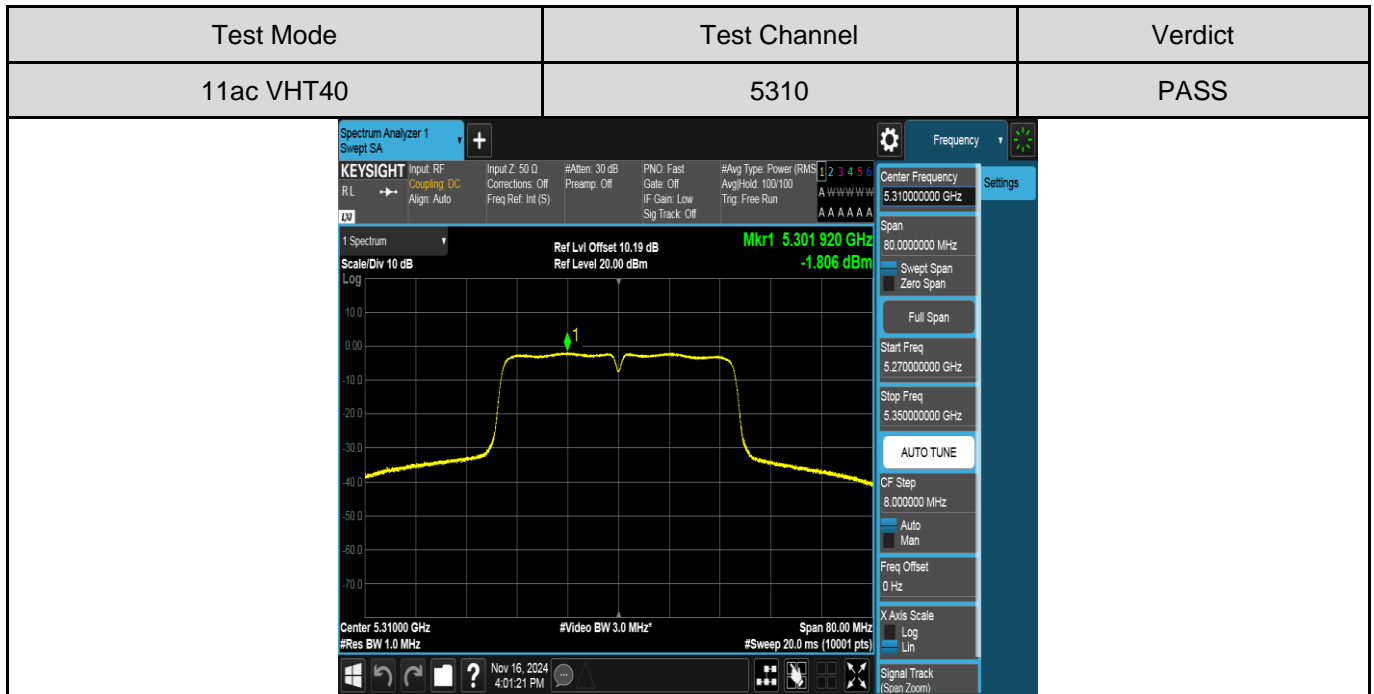 Test Mode Test Channel Verdict
11ac VHT40 5310 PASS
Spectrum Analyzer 1
Swept SA
+
Frequency
KEYSIGHT Input: RF Input Z: 50 Ω #Atten: 30 dB PNO: Fast #Avg Type: Power (RMS 1 2 3 4 5 6
R L Coupling: DC Corrections: Off Preamp: Off Gate: Off Avg|Hold: 100/100 A W W W W W
Align: Auto Freq Ref: Int (S) IF Gain: Low Trig: Free Run
LXI Sig Track: Off A A A A A A
1 Spectrum
Scale/Div 10 dB
Ref Lvl Offset 10.19 dB
Ref Level 20.00 dBm
Mkr1 5.301 920 GHz
-1.806 dBm
Log
10.0
0.00
-10.0
-20.0
-30.0
-40.0
-50.0
-60.0
-70.0
1
Center 5.31000 GHz #Video BW 3.0 MHz* Span 80.00 MHz
#Res BW 1.0 MHz #Sweep 20.0 ms (10001 pts)
Center Frequency
5.310000000 GHz
Settings
Span
80.0000000 MHz
Swept Span
Zero Span
Full Span
Start Freq
5.270000000 GHz
Stop Freq
5.350000000 GHz
AUTO TUNE
CF Step
8.000000 MHz
Auto
Man
Freq Offset
0 Hz
X Axis Scale
Log
Lin
Signal Track
(Span Zoom)
? Nov 16, 2024
4:01:21 PM